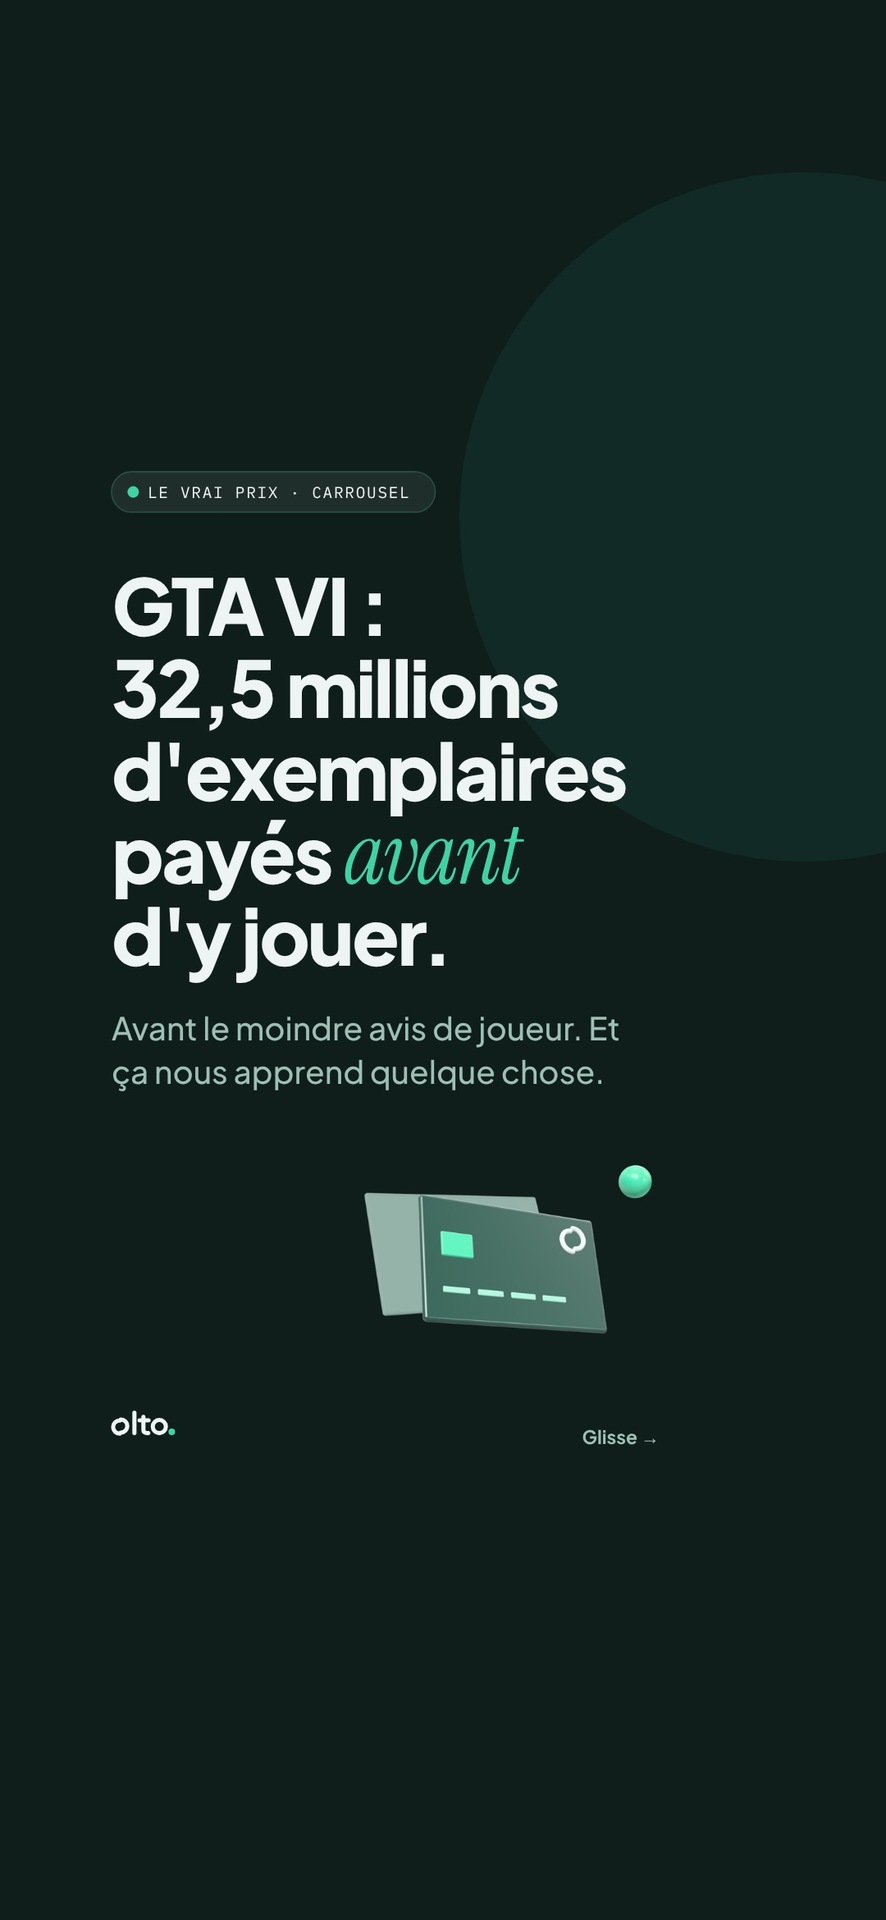 LE VRAI PRIX · CARROUSEL
GTA VI :
32,5 millions
d'exemplaires
payés avant
d'y jouer.
Avant le moindre avis de joueur. Et
ça nous apprend quelque chose.
olto.
Glisse →